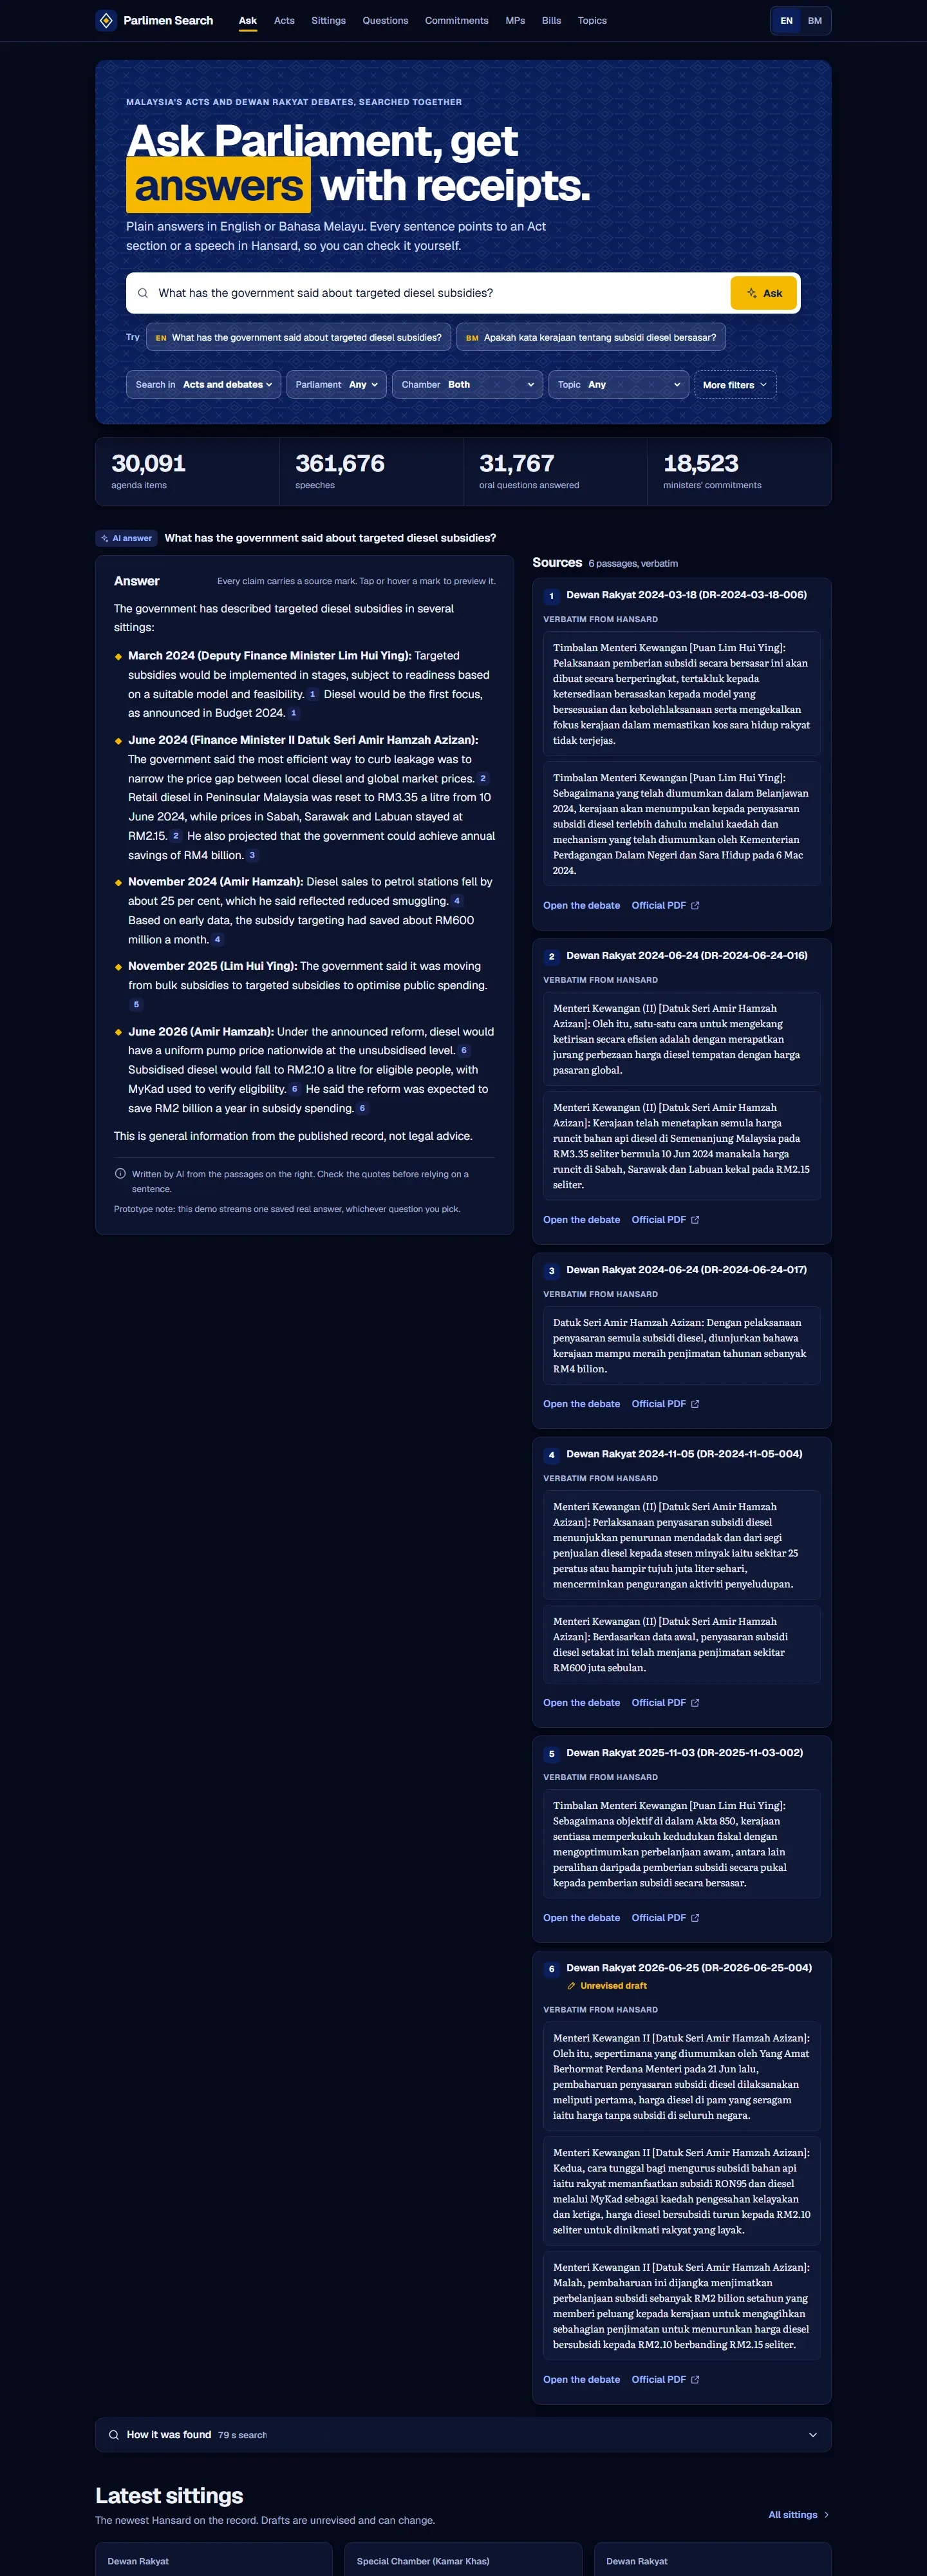 Parlimen Search
Ask
Acts
Sittings
Questions
Commitments
MPs
Bills
Topics
EN
BM
MALAYSIA'S ACTS AND DEWAN RAKYAT DEBATES, SEARCHED TOGETHER
Ask Parliament, get
answers with receipts.
Plain answers in English or Bahasa Melayu. Every sentence points to an Act
section or a speech in Hansard, so you can check it yourself.
What has the government said about targeted diesel subsidies?
Ask
Try
EN What has the government said about targeted diesel subsidies?
BM Apakah kata kerajaan tentang subsidi diesel bersasar?
Search in Acts and debates
Parliament Any
Chamber Both
Topic Any
More filters
30,091
agenda items
361,676
speeches
31,767
oral questions answered
18,523
ministers' commitments
AI answer
What has the government said about targeted diesel subsidies?
Answer
Every claim carries a source mark. Tap or hover a mark to preview it.
The government has described targeted diesel subsidies in several
sittings:
March 2024 (Deputy Finance Minister Lim Hui Ying): Targeted
subsidies would be implemented in stages, subject to readiness based
on a suitable model and feasibility. 1 Diesel would be the first focus,
as announced in Budget 2024. 1
June 2024 (Finance Minister II Datuk Seri Amir Hamzah Azizan):
The government said the most efficient way to curb leakage was to
narrow the price gap between local diesel and global market prices. 2
Retail diesel in Peninsular Malaysia was reset to RM3.35 a litre from 10
June 2024, while prices in Sabah, Sarawak and Labuan stayed at
RM2.15. 2 He also projected that the government could achieve annual
savings of RM4 billion. 3
November 2024 (Amir Hamzah): Diesel sales to petrol stations fell by
about 25 per cent, which he said reflected reduced smuggling. 4
Based on early data, the subsidy targeting had saved about RM600
million a month. 4
November 2025 (Lim Hui Ying): The government said it was moving
from bulk subsidies to targeted subsidies to optimise public spending.
5
June 2026 (Amir Hamzah): Under the announced reform, diesel would
have a uniform pump price nationwide at the unsubsidised level. 6
Subsidised diesel would fall to RM2.10 a litre for eligible people, with
MyKad used to verify eligibility. 6 He said the reform was expected to
save RM2 billion a year in subsidy spending. 6
This is general information from the published record, not legal advice.
Written by AI from the passages on the right. Check the quotes before relying on a
sentence.
Prototype note: this demo streams one saved real answer, whichever question you pick.
Sources 6 passages, verbatim
1 Dewan Rakyat 2024-03-18 (DR-2024-03-18-006)
VERBATIM FROM HANSARD
Timbalan Menteri Kewangan [Puan Lim Hui Ying]:
Pelaksanaan pemberian subsidi secara bersasar ini akan
dibuat secara berperingkat, tertakluk kepada
ketersediaan berasaskan kepada model yang
bersesuaian dan kebolehlaksanaan serta mengekalkan
fokus kerajaan dalam memastikan kos sara hidup rakyat
tidak terjejas.
Timbalan Menteri Kewangan [Puan Lim Hui Ying]:
Sebagaimana yang telah diumumkan dalam Belanjawan
2024, kerajaan akan menumpukan kepada penyasaran
subsidi diesel terlebih dahulu melalui kaedah dan
mechanism yang telah diumumkan oleh Kementerian
Perdagangan Dalam Negeri dan Sara Hidup pada 6 Mac
2024.
Open the debate
Official PDF
2 Dewan Rakyat 2024-06-24 (DR-2024-06-24-016)
VERBATIM FROM HANSARD
Menteri Kewangan (II) [Datuk Seri Amir Hamzah
Azizan]: Oleh itu, satu-satu cara untuk mengekang
ketirisan secara efisien adalah dengan merapatkan
jurang perbezaan harga diesel tempatan dengan harga
pasaran global.
Menteri Kewangan (II) [Datuk Seri Amir Hamzah
Azizan]: Kerajaan telah menetapkan semula harga
runcit bahan api diesel di Semenanjung Malaysia pada
RM3.35 seliter bermula 10 Jun 2024 manakala harga
runcit di Sabah, Sarawak dan Labuan kekal pada RM2.15
seliter.
Open the debate
Official PDF
3 Dewan Rakyat 2024-06-24 (DR-2024-06-24-017)
VERBATIM FROM HANSARD
Datuk Seri Amir Hamzah Azizan: Dengan pelaksanaan
penyasaran semula subsidi diesel, diunjurkan bahawa
kerajaan mampu meraih penjimatan tahunan sebanyak
RM4 bilion.
Open the debate
Official PDF
4 Dewan Rakyat 2024-11-05 (DR-2024-11-05-004)
VERBATIM FROM HANSARD
Menteri Kewangan (II) [Datuk Seri Amir Hamzah
Azizan]: Perlaksanaan penyasaran subsidi diesel
menunjukkan penurunan mendadak dan dari segi
penjualan diesel kepada stesen minyak iaitu sekitar 25
peratus atau hampir tujuh juta liter sehari,
mencerminkan pengurangan aktiviti penyeludupan.
Menteri Kewangan (II) [Datuk Seri Amir Hamzah
Azizan]: Berdasarkan data awal, penyasaran subsidi
diesel setakat ini telah menjana penjimatan sekitar
RM600 juta sebulan.
Open the debate
Official PDF
5 Dewan Rakyat 2025-11-03 (DR-2025-11-03-002)
VERBATIM FROM HANSARD
Timbalan Menteri Kewangan [Puan Lim Hui Ying]:
Sebagaimana objektif di dalam Akta 850, kerajaan
sentiasa memperkukuh kedudukan fiskal dengan
mengoptimumkan perbelanjaan awam, antara lain
peralihan daripada pemberian subsidi secara pukal
kepada pemberian subsidi secara bersasar.
Open the debate
Official PDF
6 Dewan Rakyat 2026-06-25 (DR-2026-06-25-004)
Unrevised draft
VERBATIM FROM HANSARD
Menteri Kewangan II [Datuk Seri Amir Hamzah Azizan]:
Oleh itu, sepertimana yang diumumkan oleh Yang Amat
Berhormat Perdana Menteri pada 21 Jun lalu,
pembaharuan penyasaran subsidi diesel dilaksanakan
meliputi pertama, harga diesel di pam yang seragam
iaitu harga tanpa subsidi di seluruh negara.
Menteri Kewangan II [Datuk Seri Amir Hamzah Azizan]:
Kedua, cara tunggal bagi mengurus subsidi bahan api
iaitu rakyat memanfaatkan subsidi RON95 dan diesel
melalui MyKad sebagai kaedah pengesahan kelayakan
dan ketiga, harga diesel bersubsidi turun kepada RM2.10
seliter untuk dinikmati rakyat yang layak.
Menteri Kewangan II [Datuk Seri Amir Hamzah Azizan]:
Malah, pembaharuan ini dijangka menjimatkan
perbelanjaan subsidi sebanyak RM2 bilion setahun yang
memberi peluang kepada kerajaan untuk mengagihkan
sebahagian penjimatan untuk menurunkan harga diesel
bersubsidi kepada RM2.10 berbanding RM2.15 seliter.
Open the debate
Official PDF
How it was found 79 s search
Latest sittings
The newest Hansard on the record. Drafts are unrevised and can change.
All sittings
Dewan Rakyat
Special Chamber (Kamar Khas)
Dewan Rakyat